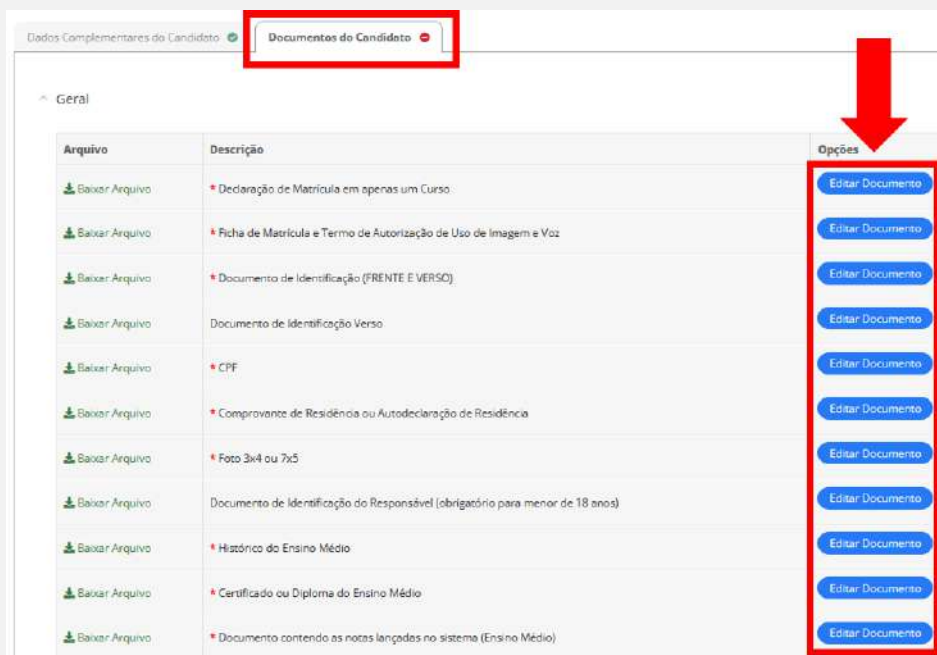 Dados Complementares do Candidato Documentos do Candidato
Geral
Arquivo Descrição Opções
Baixar Arquivo * Declaração de Matrícula em apenas um Curso Editar Documento
Baixar Arquivo * Ficha de Matrícula e Termo de Autorização de Uso de Imagem e Voz Editar Documento
Baixar Arquivo * Documento de Identificação (FRENTE E VERSO) Editar Documento
Baixar Arquivo Documento de Identificação Verso Editar Documento
Baixar Arquivo * CPF Editar Documento
Baixar Arquivo * Comprovante de Residência ou Autodeclaração de Residência Editar Documento
Baixar Arquivo * Foto 3x4 ou 7x5 Editar Documento
Baixar Arquivo Documento de Identificação do Responsável (obrigatório para menor de 18 anos) Editar Documento
Baixar Arquivo * Histórico do Ensino Médio Editar Documento
Baixar Arquivo * Certificado ou Diploma do Ensino Médio Editar Documento
Baixar Arquivo * Documento contendo as notas lançadas no sistema (Ensino Médio) Editar Documento